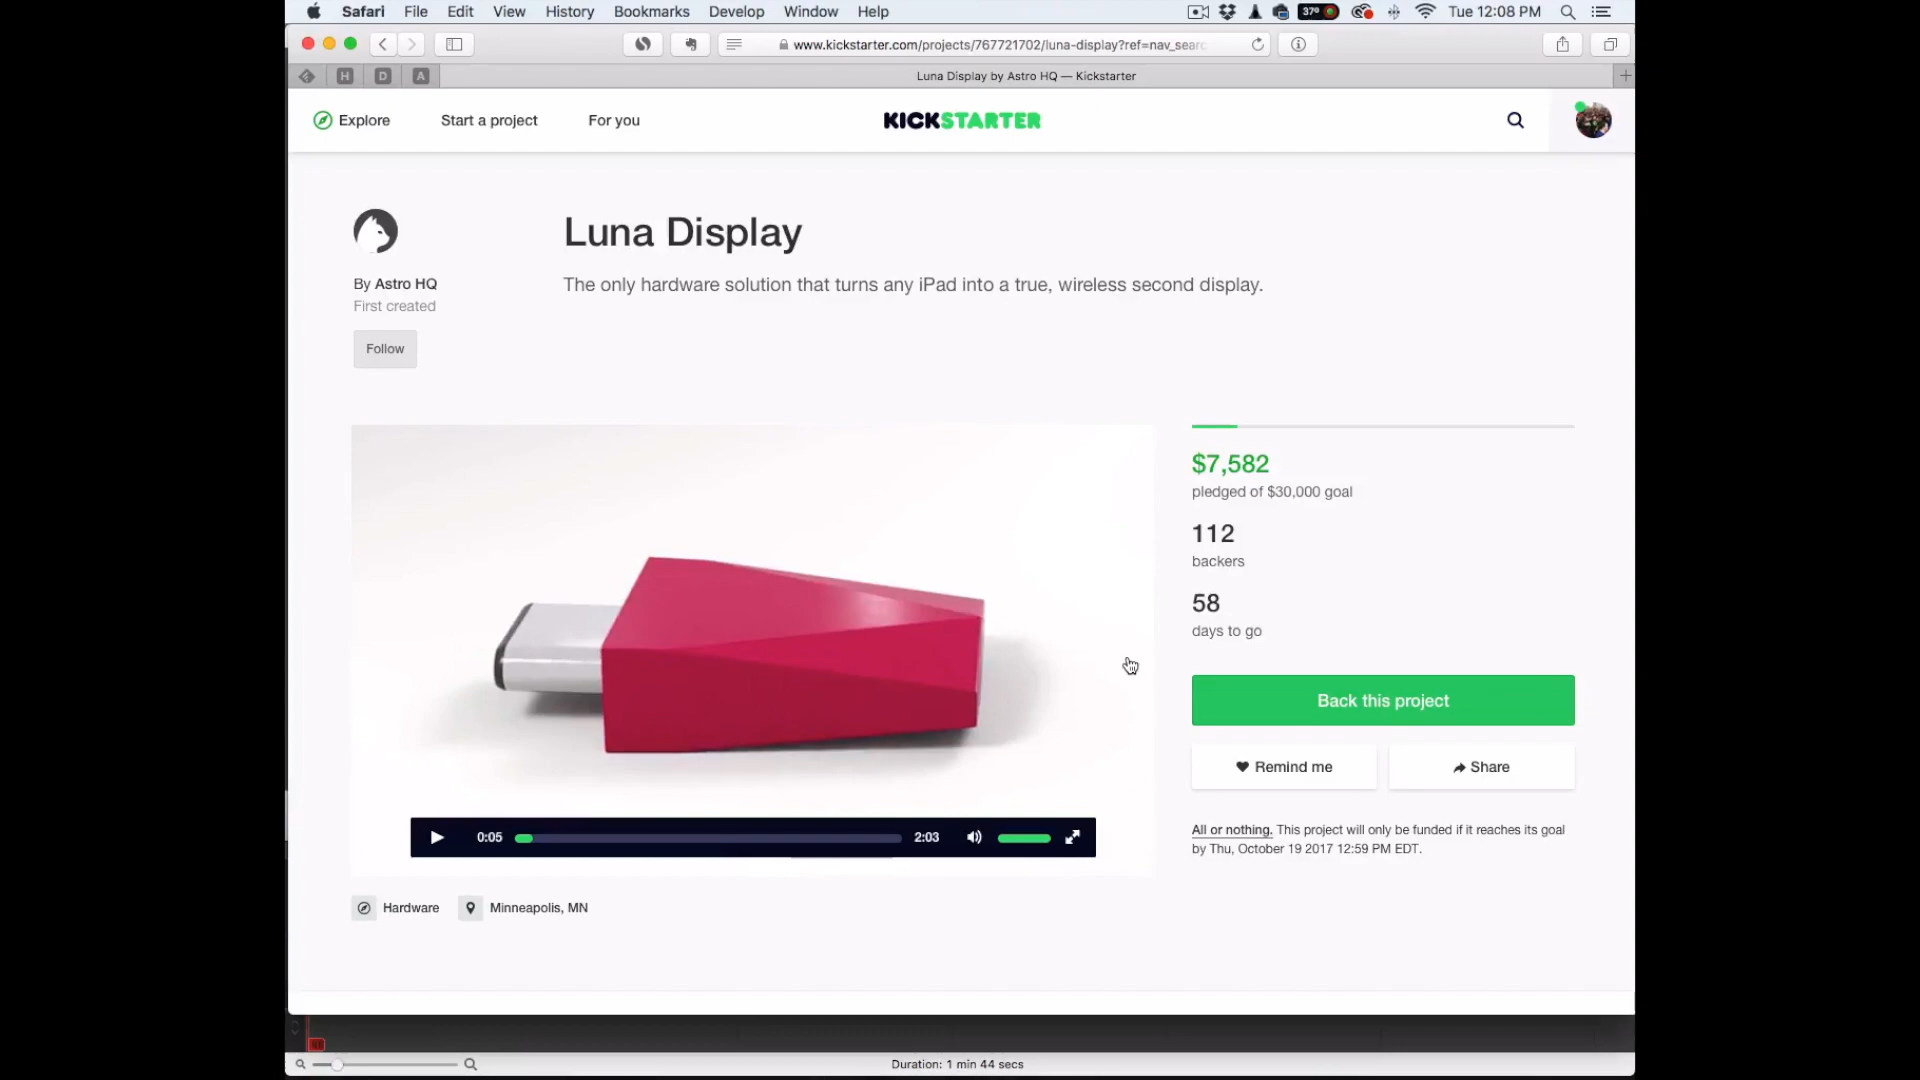 Safari File Edit View History Bookmarks Develop Window Help 37° Tue 12:08 PM
www.kickstarter.com/projects/767721702/luna-display?ref=nav_searc
H D A Luna Display by Astro HQ — Kickstarter
Explore Start a project For you KICKSTARTER
Luna Display
The only hardware solution that turns any iPad into a true, wireless second display.
By Astro HQ
First created
Follow
$7,582
pledged of $30,000 goal
112
backers
58
days to go
Back this project
Remind me Share
All or nothing. This project will only be funded if it reaches its goal
by Thu, October 19 2017 12:59 PM EDT.
0:05 2:03
Hardware Minneapolis, MN
Duration: 1 min 44 secs